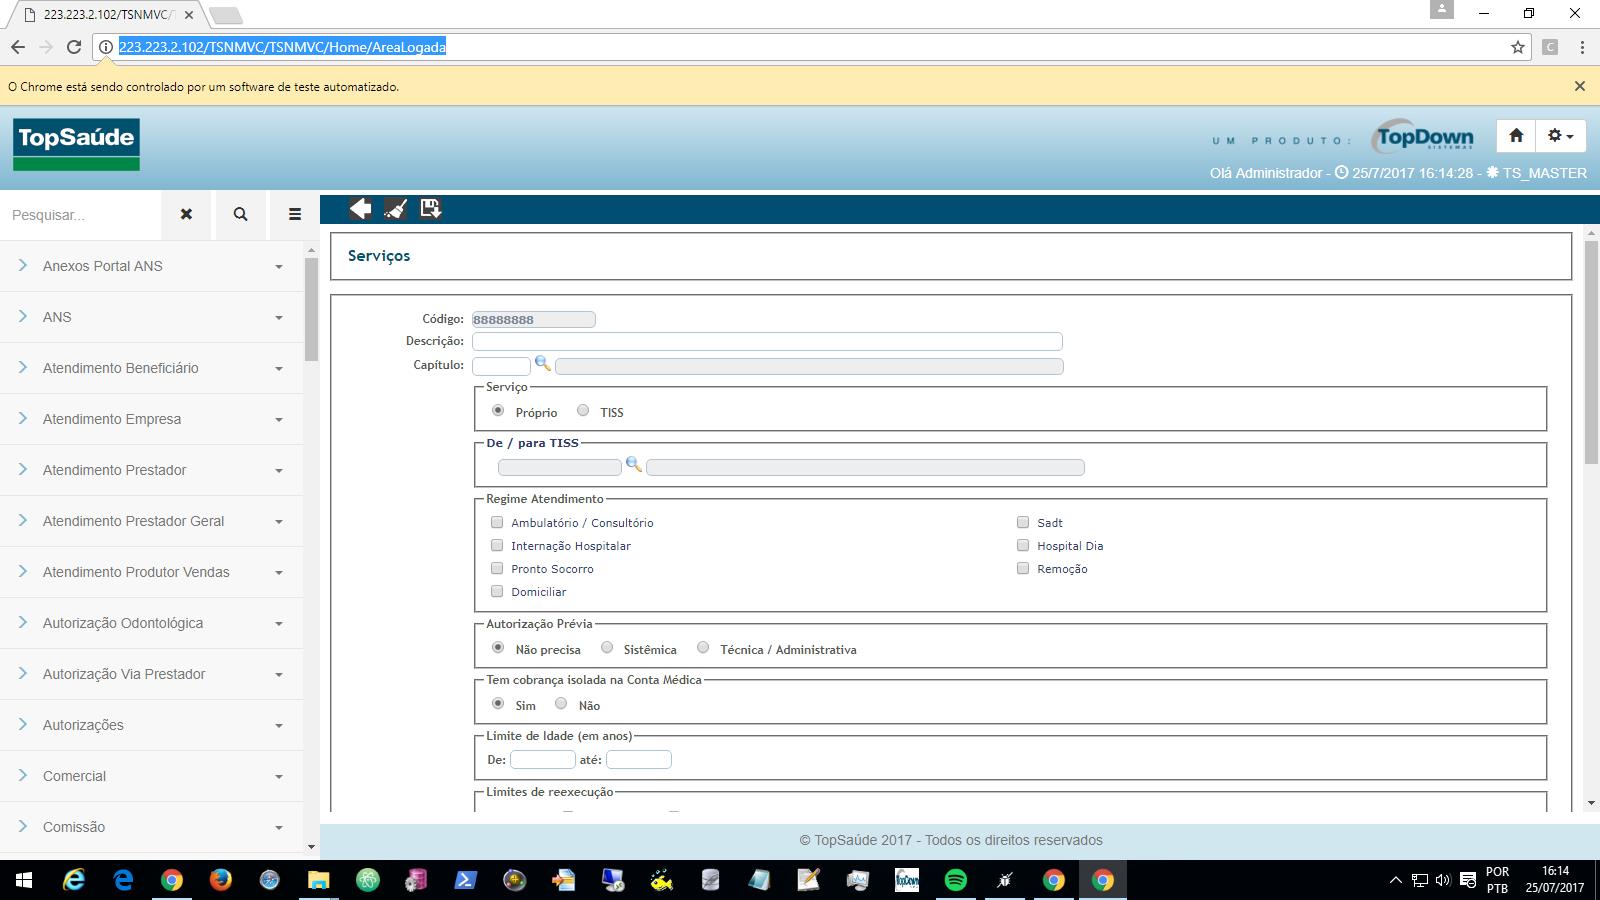 223.223.2.102/TSNMVC/T
223.223.2.102/TSNMVC/TSNMVC/Home/AreaLogada
O Chrome está sendo controlado por um software de teste automatizado.
TopSaúde
UM PRODUTO:
TopDown
SISTEMAS
Olá Administrador - 25/7/2017 16:14:28 - TS_MASTER
Pesquisar...
Anexos Portal ANS
ANS
Atendimento Beneficiário
Atendimento Empresa
Atendimento Prestador
Atendimento Prestador Geral
Atendimento Produtor Vendas
Autorização Odontológica
Autorização Via Prestador
Autorizações
Comercial
Comissão
Serviços
Código: 88888888
Descrição:
Capítulo:
Serviço
Próprio TISS
De / para TISS
Regime Atendimento
Ambulatório / Consultório Sadt
Internação Hospitalar Hospital Dia
Pronto Socorro Remoção
Domiciliar
Autorização Prévia
Não precisa Sistêmica Técnica / Administrativa
Tem cobrança isolada na Conta Médica
Sim Não
Limite de Idade (em anos)
De: até:
Limites de reexecução
© TopSaúde 2017 - Todos os direitos reservados
TopDown
POR
PTB
16:14
25/07/2017